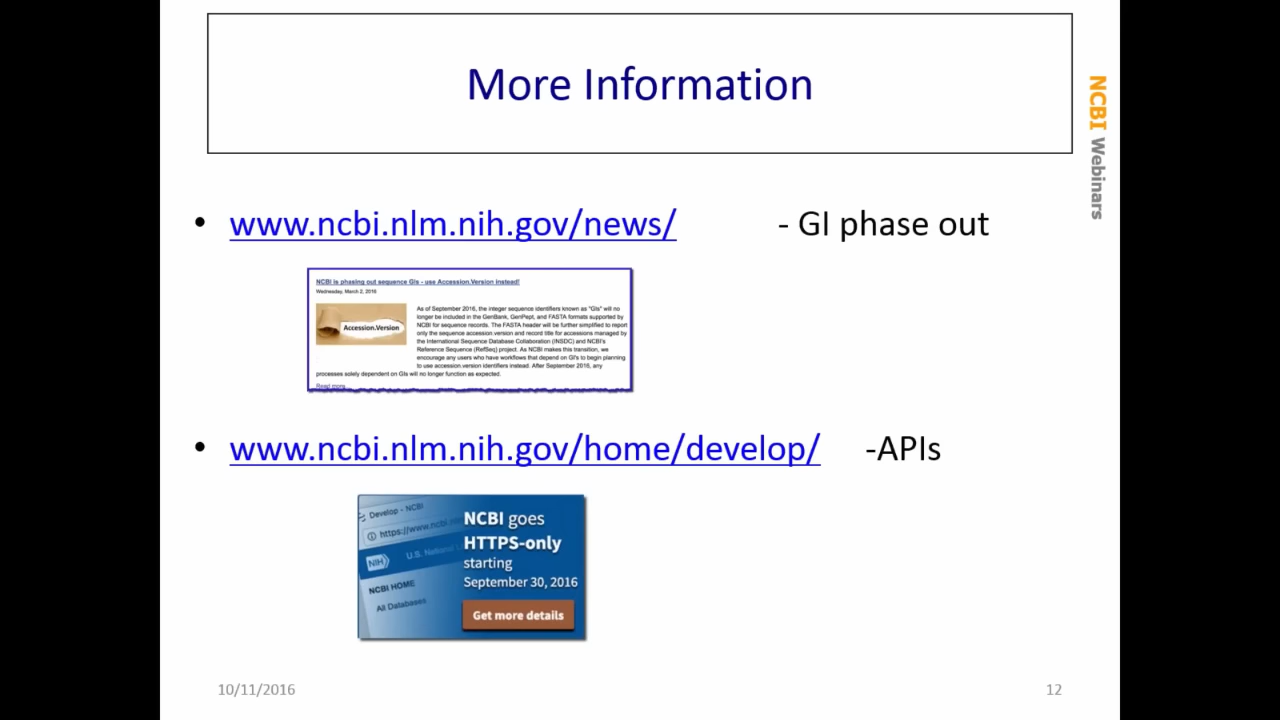 More Information
NCBI Webinars
• www.ncbi.nlm.nih.gov/news/ - GI phase out
NCBI is phasing out sequence GIs - use Accession.Version instead!
Wednesday, March 2, 2016
Accession.Version
As of September 2016, the integer sequence identifiers known as "GIs" will no
longer be included in the GenBank, GenPept, and FASTA formats supported by
NCBI for sequence records. The FASTA header will be further simplified to report
only the sequence accession.version and record title for accessions managed by
the International Sequence Database Collaboration (INSDC) and NCBI's
Reference Sequence (RefSeq) project. As NCBI makes this transition, we
encourage any users who have workflows that depend on GI's to begin planning
to use accession.version identifiers instead. After September 2016, any
processes solely dependent on GIs will no longer function as expected.
Read more
• www.ncbi.nlm.nih.gov/home/develop/ -APIs
Develop - NCBI
https://www.ncbi.
NIH U.S. National
NCBI HOME
All Databases
NCBI goes
HTTPS-only
starting
September 30, 2016
Get more details
10/11/2016
12